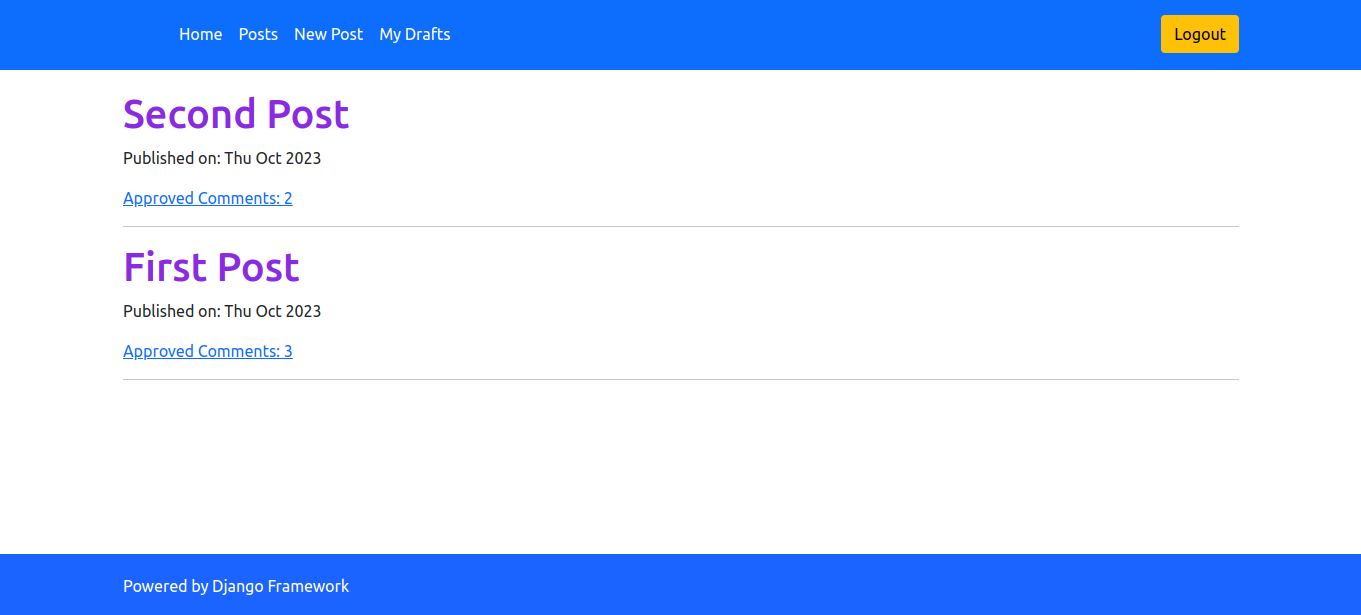 Home Posts New Post My Drafts Logout
Second Post
Published on: Thu Oct 2023
Approved Comments: 2
First Post
Published on: Thu Oct 2023
Approved Comments: 3
Powered by Django Framework